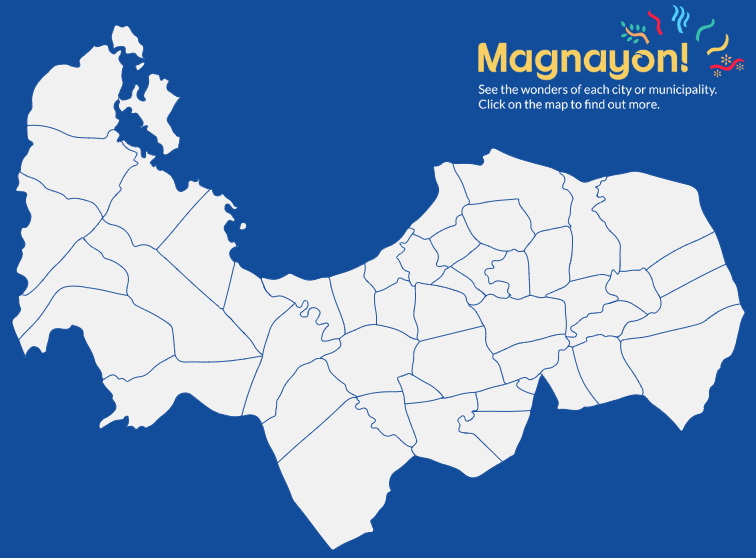 Magnayon!
See the wonders of each city or municipality.
Click on the map to find out more.